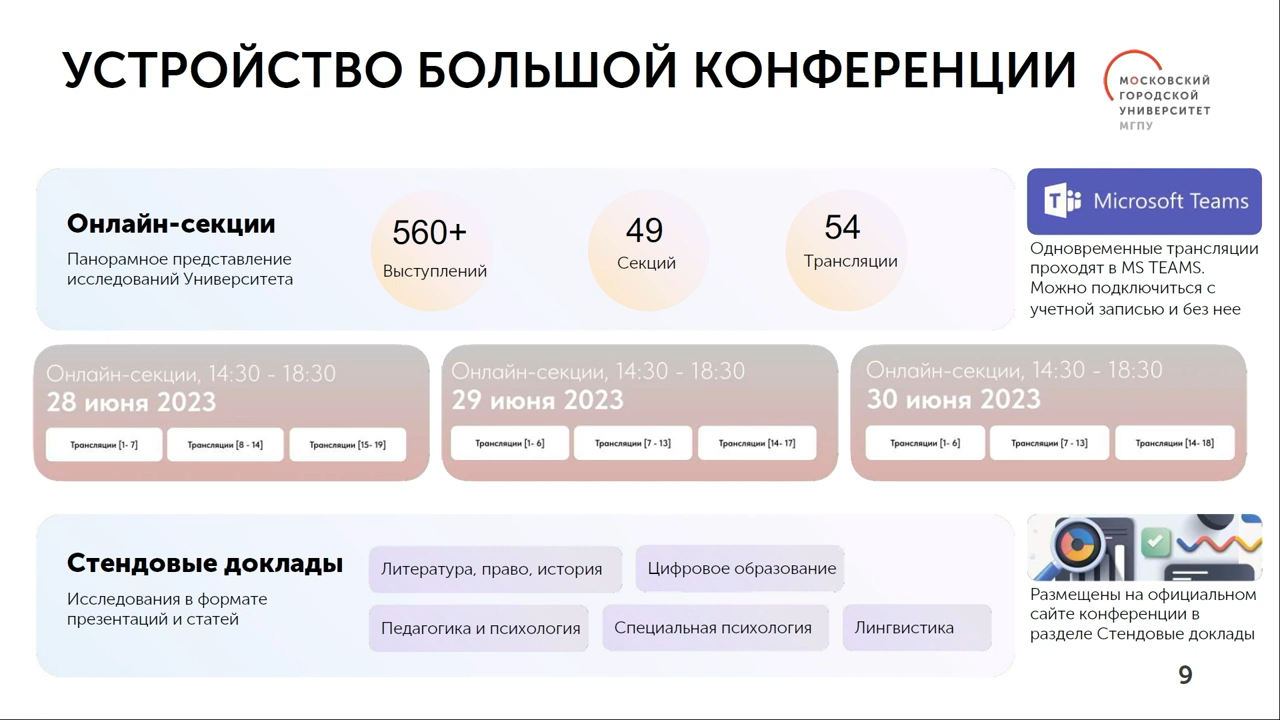 УСТРОЙСТВО БОЛЬШОЙ КОНФЕРЕНЦИИ
МОСКОВСКИЙ
ГОРОДСКОЙ
УНИВЕРСИТЕТ
МГПУ
Онлайн-секции
Панорамное представление
исследований Университета
560+
Выступлений
49
Секций
54
Трансляции
Microsoft Teams
Одновременные трансляции
проходят в MS TEAMS.
Можно подключиться с
учетной записью и без нее
Онлайн-секции, 14:30 - 18:30
28 июня 2023
Трансляции [1- 7]
Трансляции [8 - 14]
Трансляции [15- 19]
Онлайн-секции, 14:30 - 18:30
29 июня 2023
Трансляции [1- 6]
Трансляции [7 - 13]
Трансляции [14- 17]
Онлайн-секции, 14:30 - 18:30
30 июня 2023
Трансляции [1- 6]
Трансляции [7 - 13]
Трансляции [14- 18]
Стендовые доклады
Исследования в формате
презентаций и статей
Литература, право, история
Цифровое образование
Педагогика и психология
Специальная психология
Лингвистика
Размещены на официальном
сайте конференции в
разделе Стендовые доклады
9